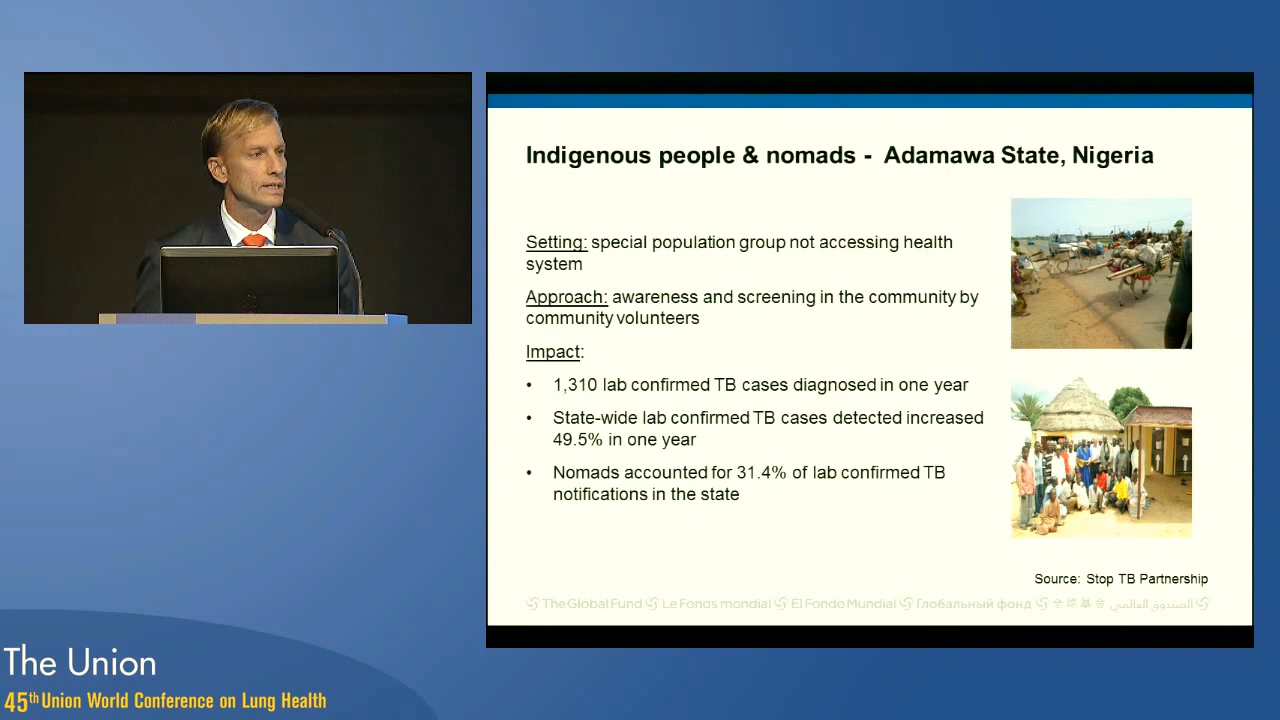 Indigenous people & nomads - Adamawa State, Nigeria
Setting: special population group not accessing health
system
Approach: awareness and screening in the community by
community volunteers
Impact:
• 1,310 lab confirmed TB cases diagnosed in one year
• State-wide lab confirmed TB cases detected increased
49.5% in one year
• Nomads accounted for 31.4% of lab confirmed TB
notifications in the state
Source: Stop TB Partnership
The Global Fund Le Fonds mondial El Fondo Mundial Глобальный фонд 全球基金 الصندوق العالمي
The Union
45th Union World Conference on Lung Health